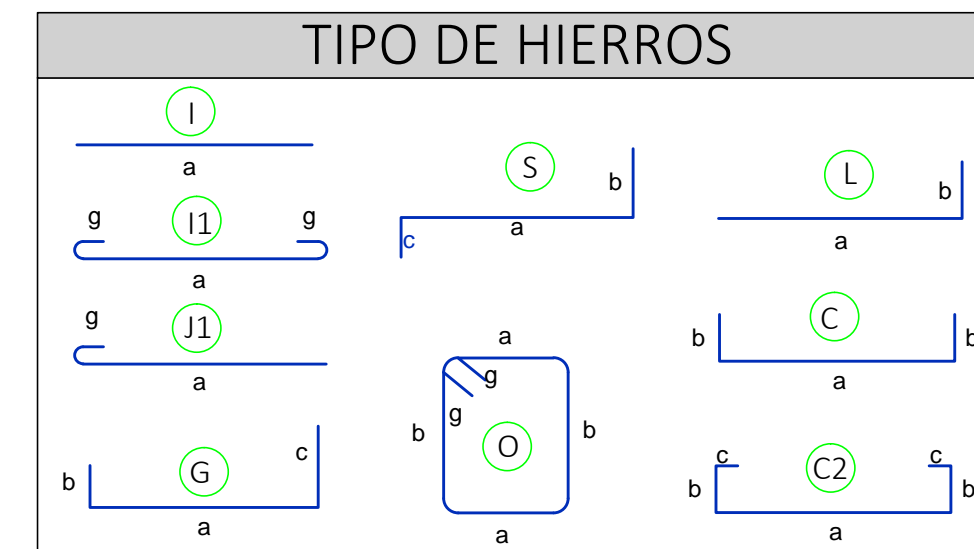 TIPO DE HIERROS
I
a
g I1 g
a
g J1
a
b G c
a
S b
c a
a
g
g
b O b
a
L b
a
b C b
a
c C2 c
b b
a